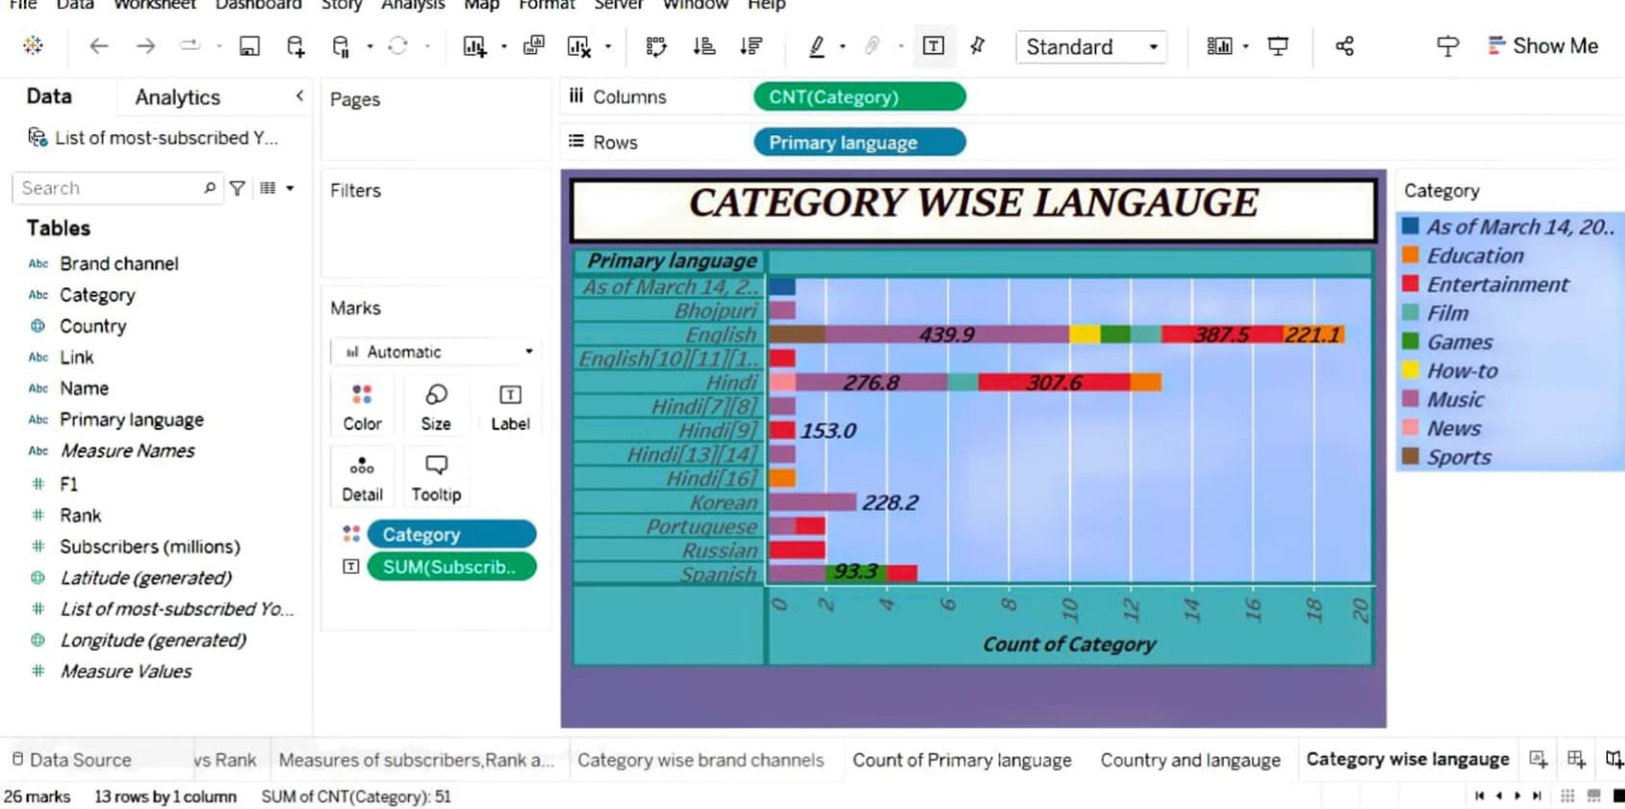 File Data Worksheet Dashboard Story Analysis Map Format Server Window Help
Standard
Show Me
Data Analytics
List of most-subscribed Y...
Search
Tables
Abc Brand channel
Abc Category
Country
Abc Link
Abc Name
Abc Primary language
Abc Measure Names
# F1
# Rank
# Subscribers (millions)
Latitude (generated)
# List of most-subscribed Yo...
Longitude (generated)
# Measure Values
Pages
Filters
Marks
Automatic
Color Size Label
Detail Tooltip
Category
SUM(Subscrib..
Columns CNT(Category)
Rows Primary language
CATEGORY WISE LANGAUGE
Primary language
As of March 14, 2..
Bhojpuri
English 439.9 387.5 221.1
English[10][11][1..
Hindi 276.8 307.6
Hindi[7][8]
Hindi[9] 153.0
Hindi[13][14]
Hindi[16]
Korean 228.2
Portuguese
Russian
Spanish 93.3
0 2 4 6 8 10 12 14 16 18 20
Count of Category
Category
As of March 14, 20..
Education
Entertainment
Film
Games
How-to
Music
News
Sports
Data Source vs Rank Measures of subscribers,Rank a... Category wise brand channels Count of Primary language Country and langauge Category wise langauge
26 marks 13 rows by 1 column SUM of CNT(Category): 51